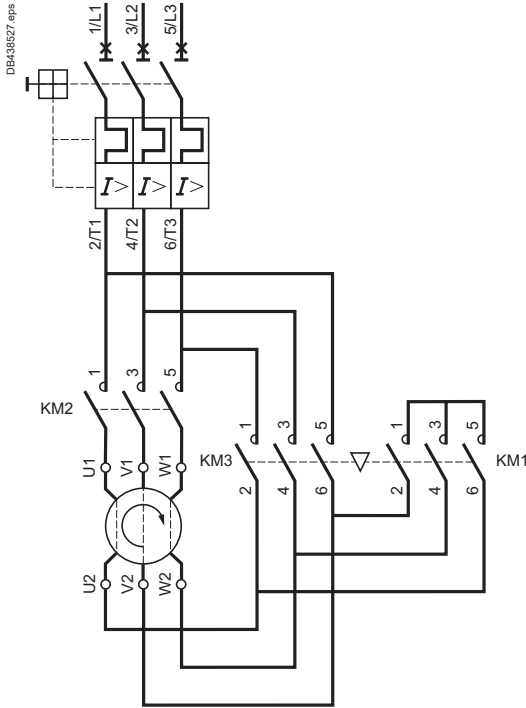 DB438527.eps
1/L1 3/L2 5/L3
I> I> I>
2/T1 4/T2 6/T3
1 3 5
KM2
U1 V1 W1
KM3
1 3 5
2 4 6
1 3 5
2 4 6
KM1
U2 V2 W2